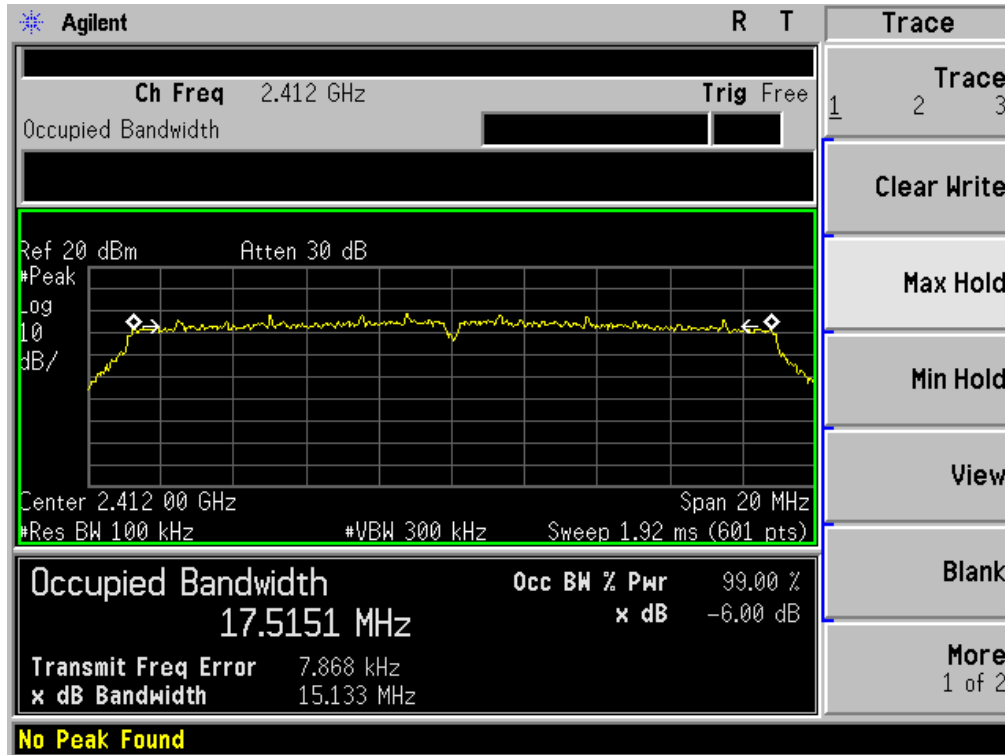 Agilent R T
Ch Freq 2.412 GHz Trig Free
Occupied Bandwidth
Ref 20 dBm Atten 30 dB
#Peak
Log
10
dB/
Center 2.412 00 GHz Span 20 MHz
#Res BW 100 kHz #VBW 300 kHz Sweep 1.92 ms (601 pts)
Occupied Bandwidth
17.5151 MHz
Occ BW % Pwr 99.00 %
x dB -6.00 dB
Transmit Freq Error 7.868 kHz
x dB Bandwidth 15.133 MHz
No Peak Found
Trace
Trace
1 2 3
Clear Write
Max Hold
Min Hold
View
Blank
More
1 of 2